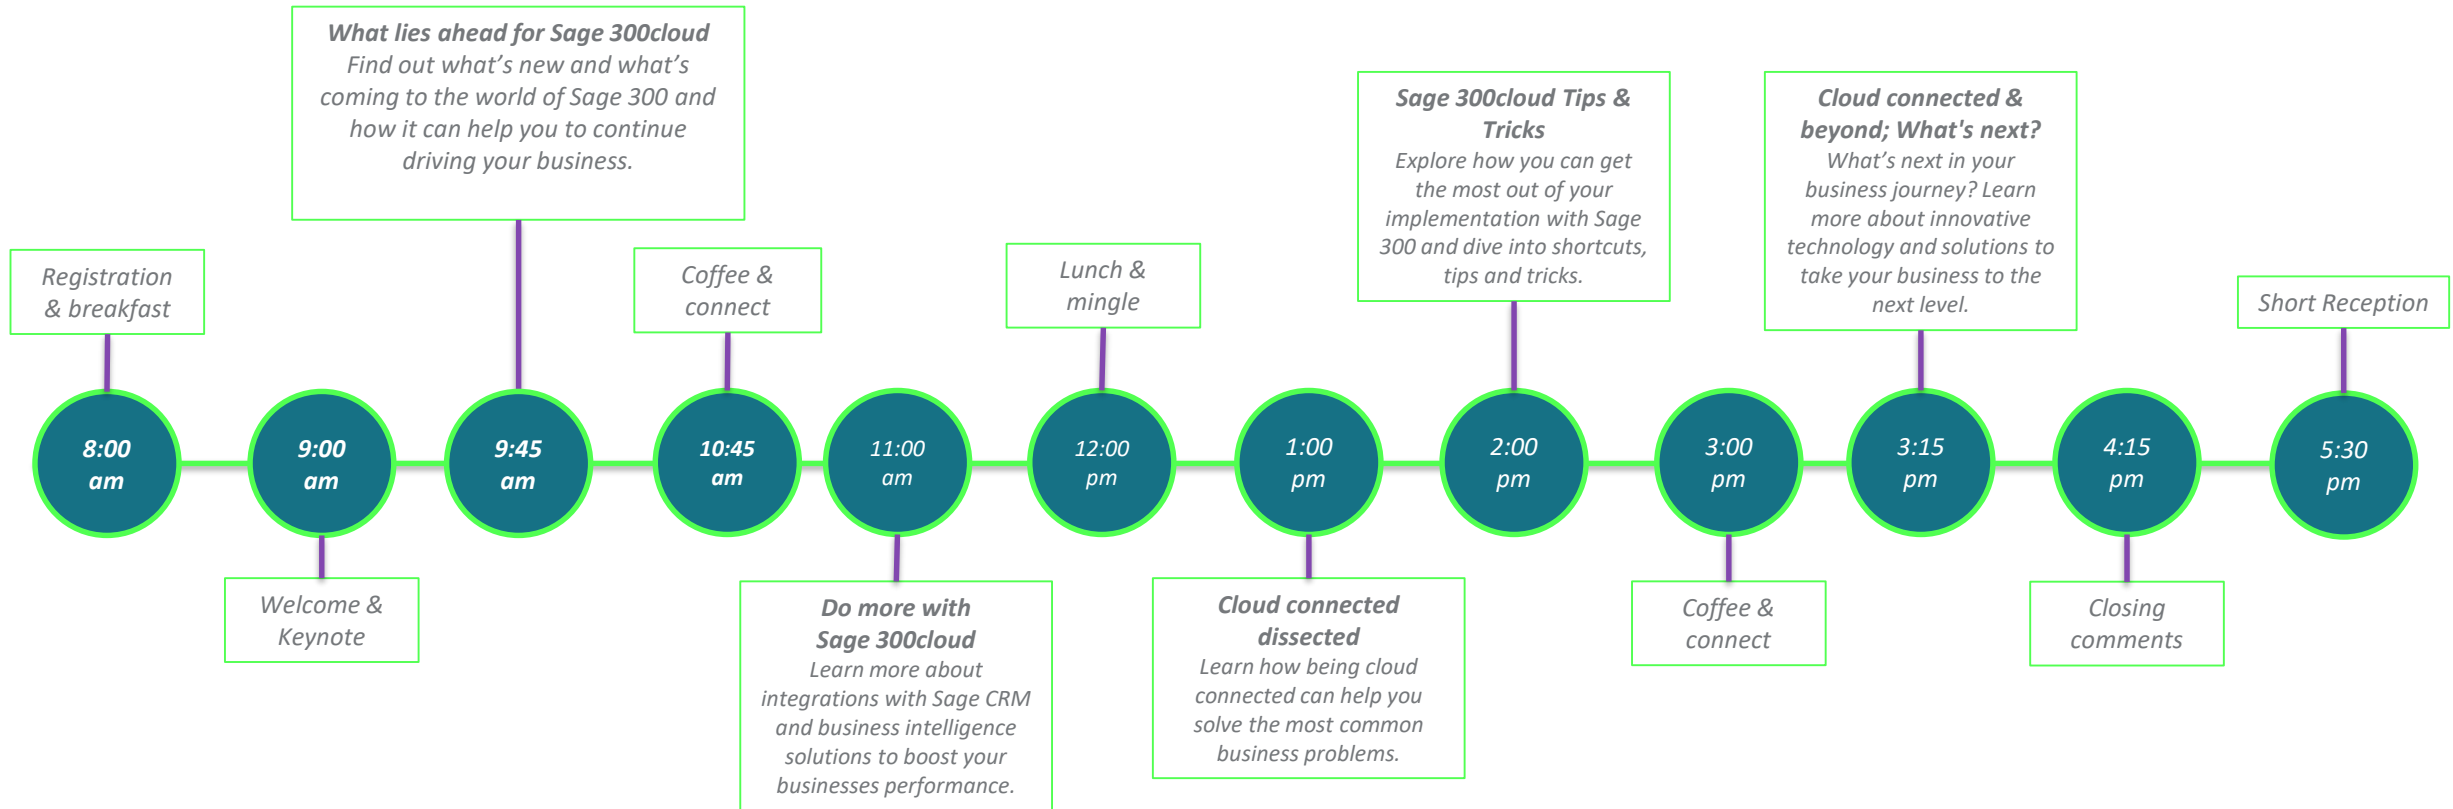 What lies ahead for Sage 300cloud
Find out what's new and what's
coming to the world of Sage 300 and
how it can help you to continue
driving your business.
Sage 300cloud Tips &
Tricks
Explore how you can get
the most out of your
implementation with Sage
300 and dive into shortcuts,
tips and tricks.
Cloud connected &
beyond; What's next?
What's next in your
business journey? Learn
more about innovative
technology and solutions to
take your business to the
next level.
Registration
& breakfast
Coffee &
connect
Lunch &
mingle
Short Reception
8:00
am
9:00
am
9:45
am
10:45
am
11:00
am
12:00
pm
1:00
pm
2:00
pm
3:00
pm
3:15
pm
4:15
pm
5:30
pm
Welcome &
Keynote
Do more with
Sage 300cloud
Learn more about
integrations with Sage CRM
and business intelligence
solutions to boost your
businesses performance.
Cloud connected
dissected
Learn how being cloud
connected can help you
solve the most common
business problems.
Coffee &
connect
Closing
comments